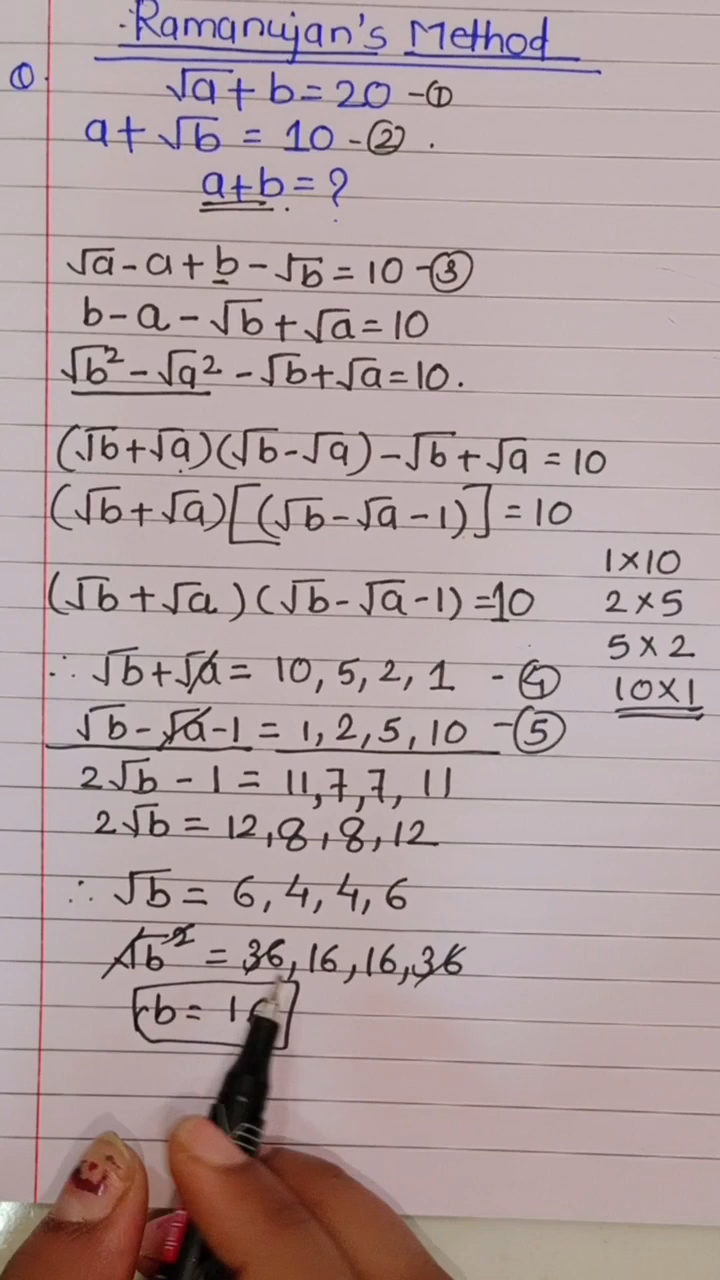 Ramanujan's Method
① √a + b = 20 -①
a + √b = 10 -② .
a+b = ?
√a - a + b - √b = 10 -③
b - a - √b + √a = 10
√b² - √a² - √b + √a = 10.
(√b + √a)(√b - √a) - √b + √a = 10
(√b + √a)[(√b - √a - 1)] = 10
1 × 10
(√b + √a)(√b - √a - 1) = 10
2 × 5
5 × 2
∴ √b + √a = 10, 5, 2, 1 - ④
10 × 1
√b - √a - 1 = 1, 2, 5, 10 - ⑤
2√b - 1 = 11, 7, 7, 11
2√b = 12, 8, 8, 12
∴ √b = 6, 4, 4, 6
√b² = 36, 16, 16, 36
b =